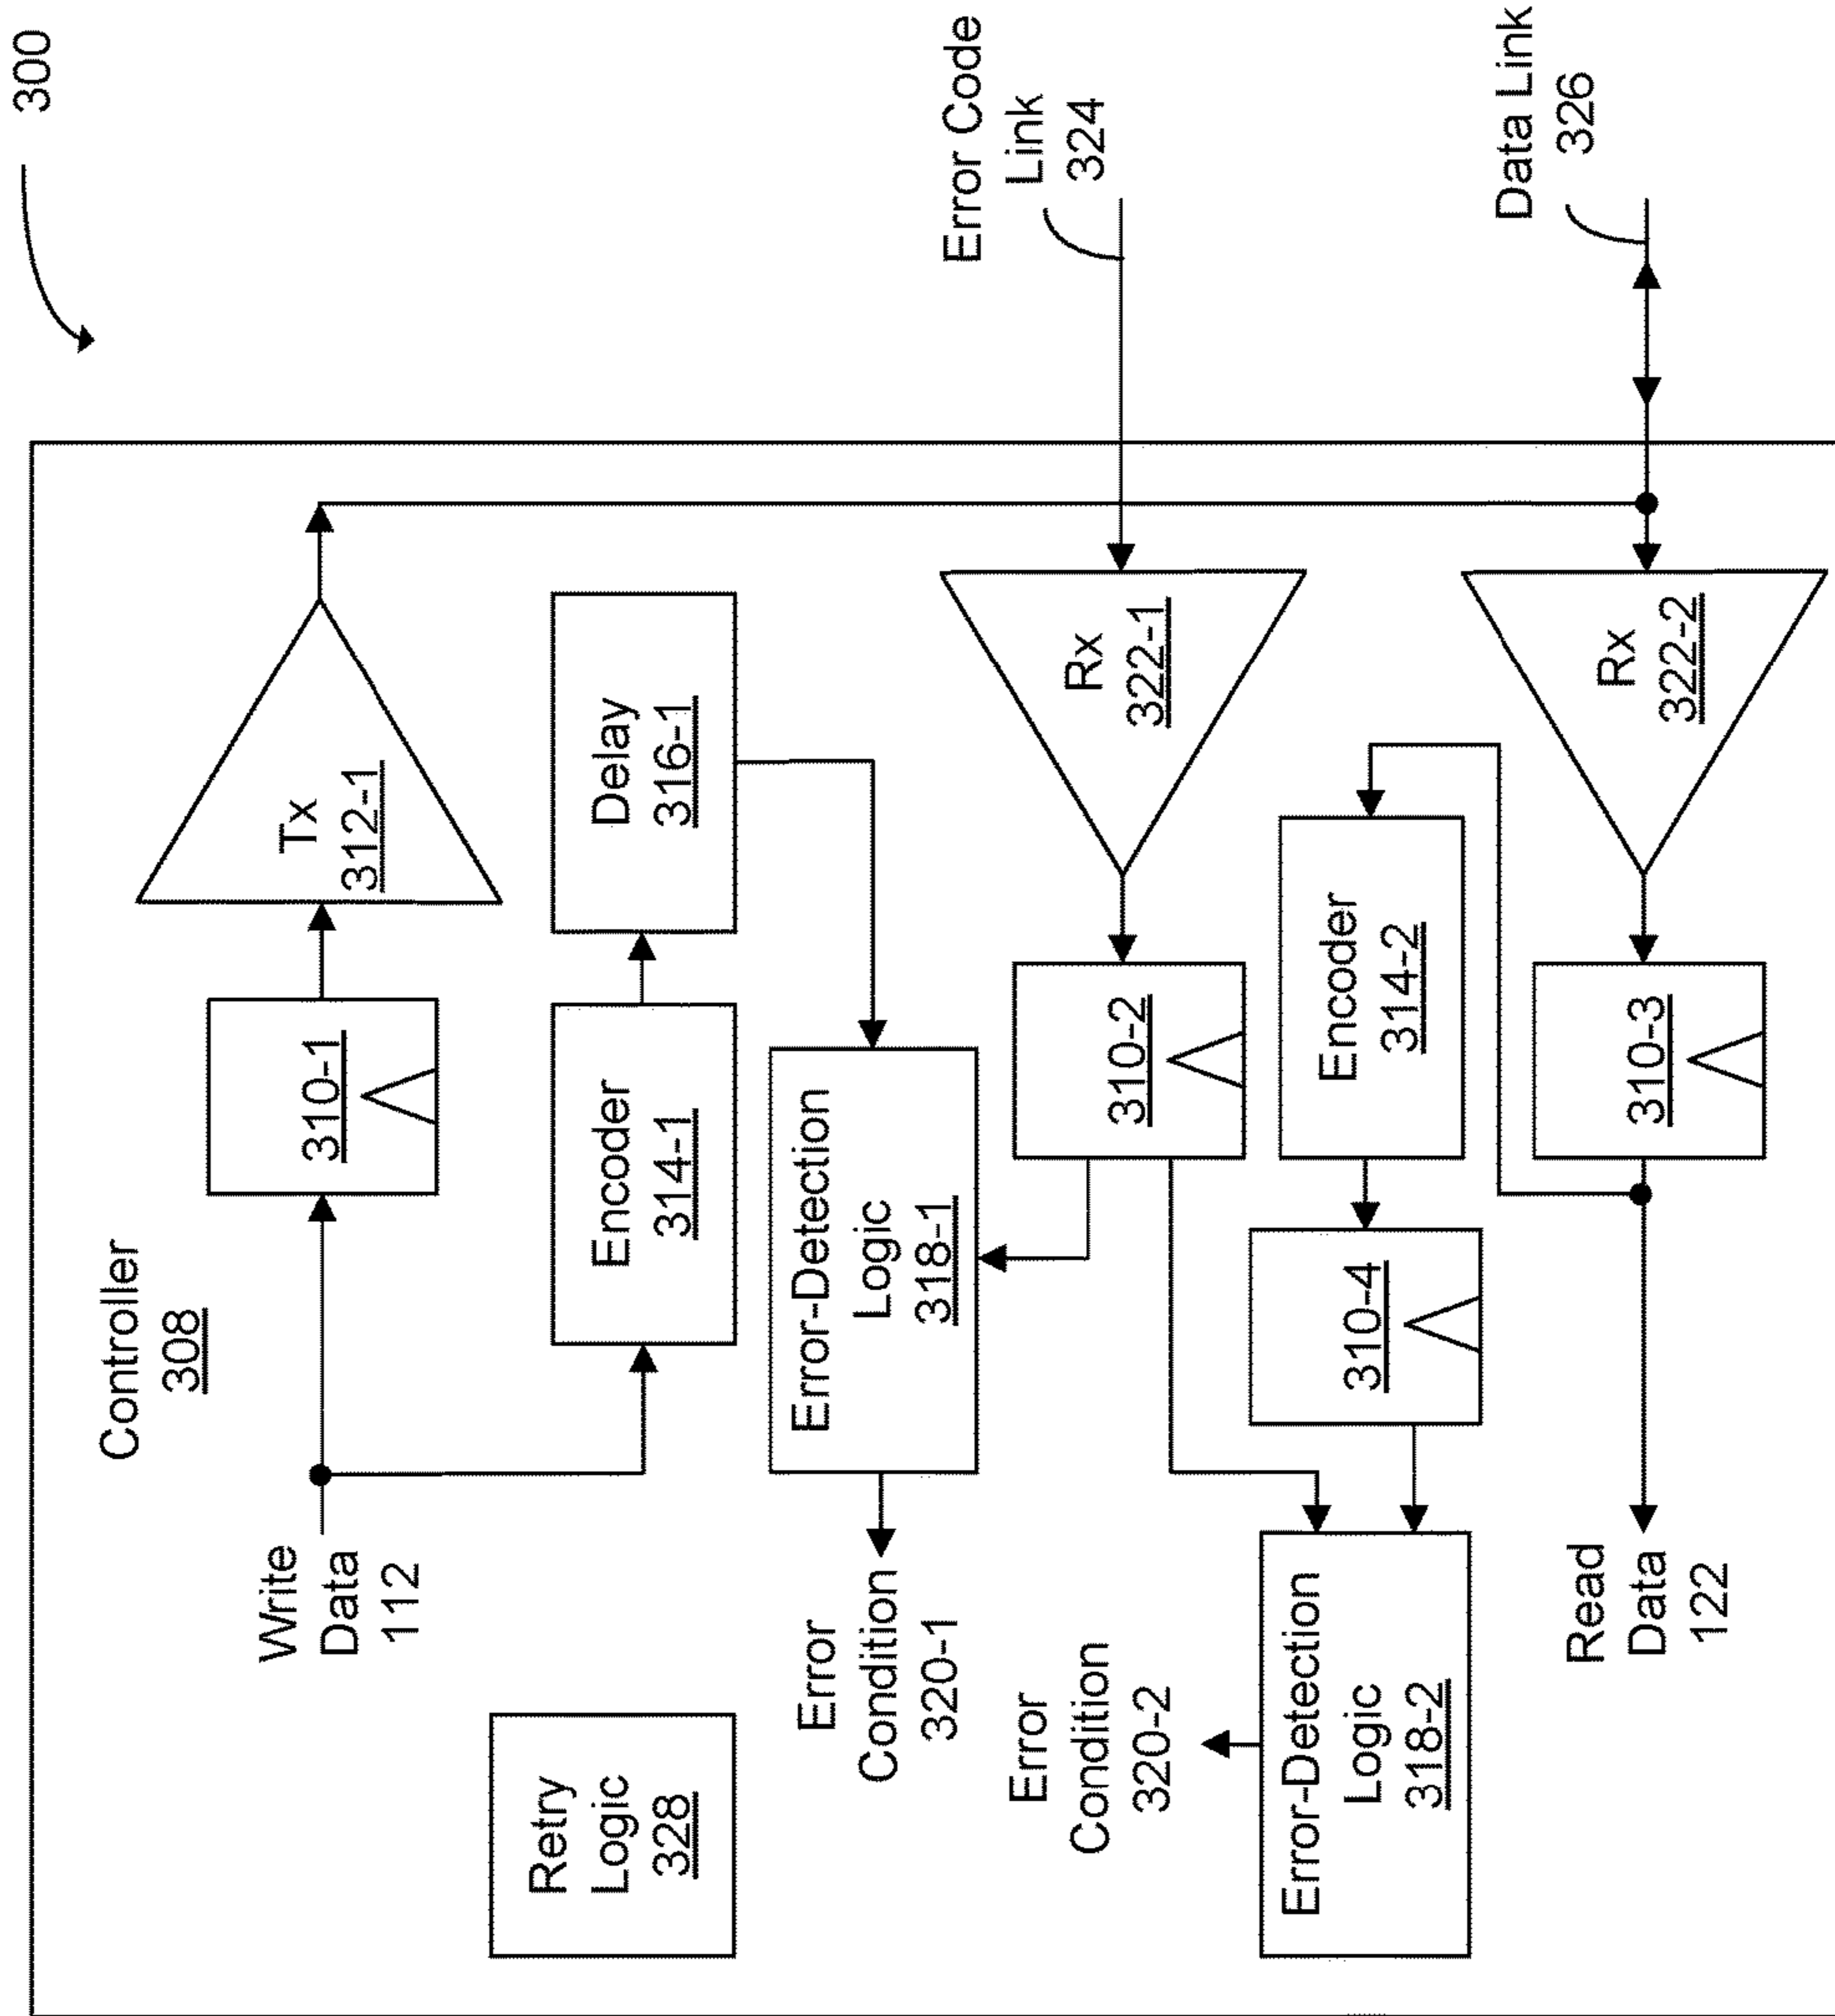 300
Controller
308
Write
Data
112
310-1
Tx
312-1
Retry
Logic
328
Encoder
314-1
Delay
316-1
Error
Condition
320-1
Error-Detection
Logic
318-1
Error Code
Link
324
310-2
Rx
322-1
Error
Condition
320-2
Error-Detection
Logic
318-2
310-4
Encoder
314-2
Read
Data
122
310-3
Rx
322-2
Data Link
326